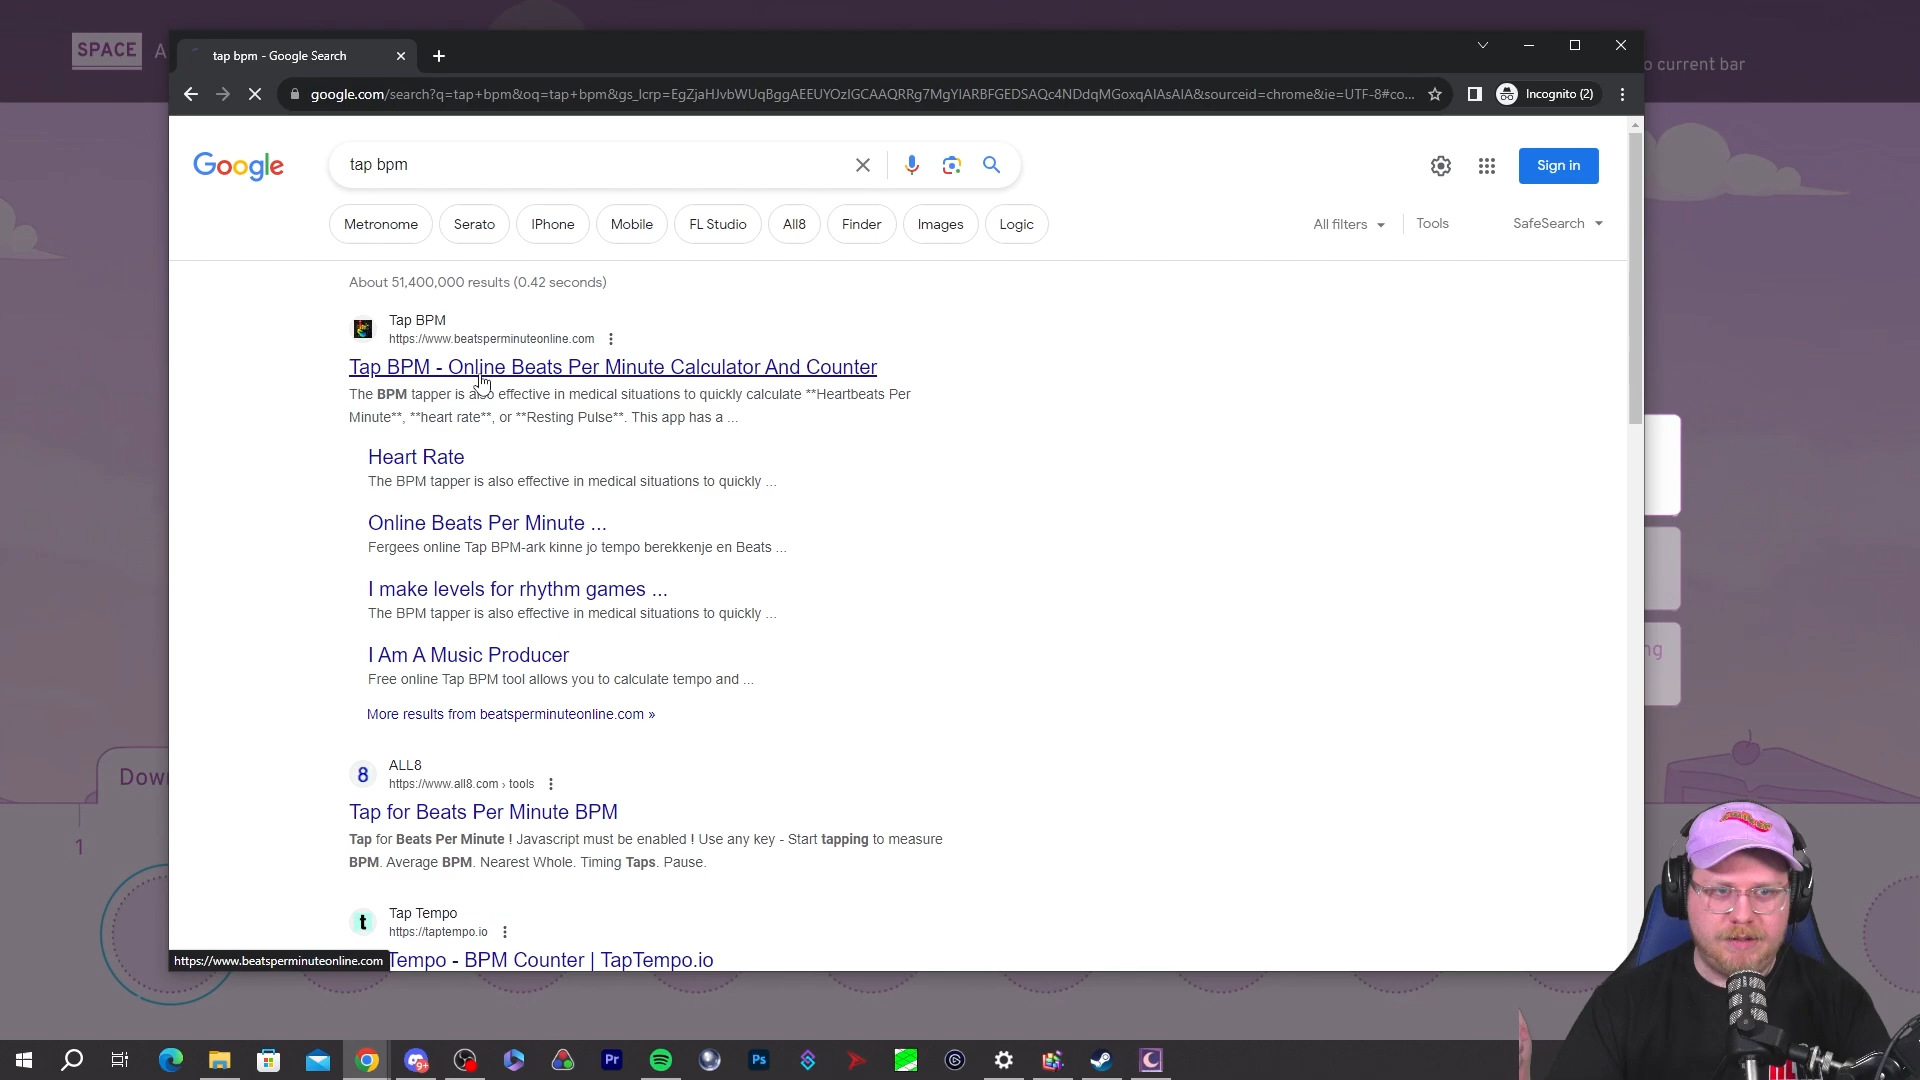 SPACE A
o current bar
tap bpm - Google Search
google.com/search?q=tap+bpm&oq=tap+bpm&gs_lcrp=EgZjaHJvbWUqBggAEEUYOzIGCAAQRRg7MgYIARBFGEDSAQc4NDdqMGoxqAIAsAIA&sourceid=chrome&ie=UTF-8#co...
Incognito (2)
Google
tap bpm
Sign in
Metronome
Serato
IPhone
Mobile
FL Studio
All8
Finder
Images
Logic
All filters
Tools
SafeSearch
About 51,400,000 results (0.42 seconds)
Tap BPM
https://www.beatsperminuteonline.com
Tap BPM - Online Beats Per Minute Calculator And Counter
The BPM tapper is also effective in medical situations to quickly calculate **Heartbeats Per
Minute**, **heart rate**, or **Resting Pulse**. This app has a ...
Heart Rate
The BPM tapper is also effective in medical situations to quickly ...
Online Beats Per Minute ...
Fergees online Tap BPM-ark kinne jo tempo berekkenje en Beats ...
I make levels for rhythm games ...
The BPM tapper is also effective in medical situations to quickly ...
I Am A Music Producer
Free online Tap BPM tool allows you to calculate tempo and ...
More results from beatsperminuteonline.com »
ng
Down
1
8
ALL8
https://www.all8.com › tools
Tap for Beats Per Minute BPM
Tap for Beats Per Minute ! Javascript must be enabled ! Use any key - Start tapping to measure
BPM. Average BPM. Nearest Whole. Timing Taps. Pause.
t
Tap Tempo
https://taptempo.io
Tempo - BPM Counter | TapTempo.io
https://www.beatsperminuteonline.com
9+
Pr
Ps